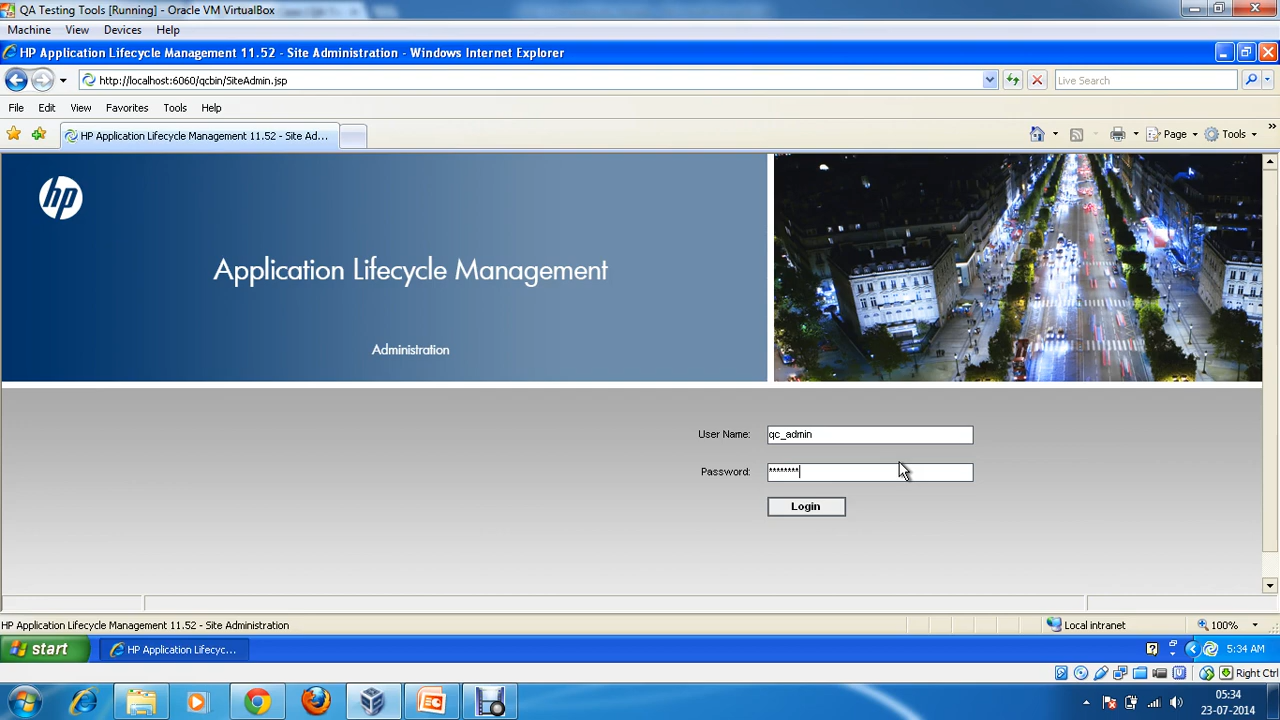 QA Testing Tools [Running] - Oracle VM VirtualBox
Machine View Devices Help
HP Application Lifecycle Management 11.52 - Site Administration - Windows Internet Explorer
http://localhost:6060/qcbin/SiteAdmin.jsp
Live Search
File Edit View Favorites Tools Help
HP Application Lifecycle Management 11.52 - Site Ad...
Page Tools
hp
Application Lifecycle Management
Administration
User Name: qc_admin
Password: ********
Login
HP Application Lifecycle Management 11.52 - Site Administration
Local intranet
100%
start
HP Application Lifecyc...
5:34 AM
Right Ctrl
05:34
23-07-2014